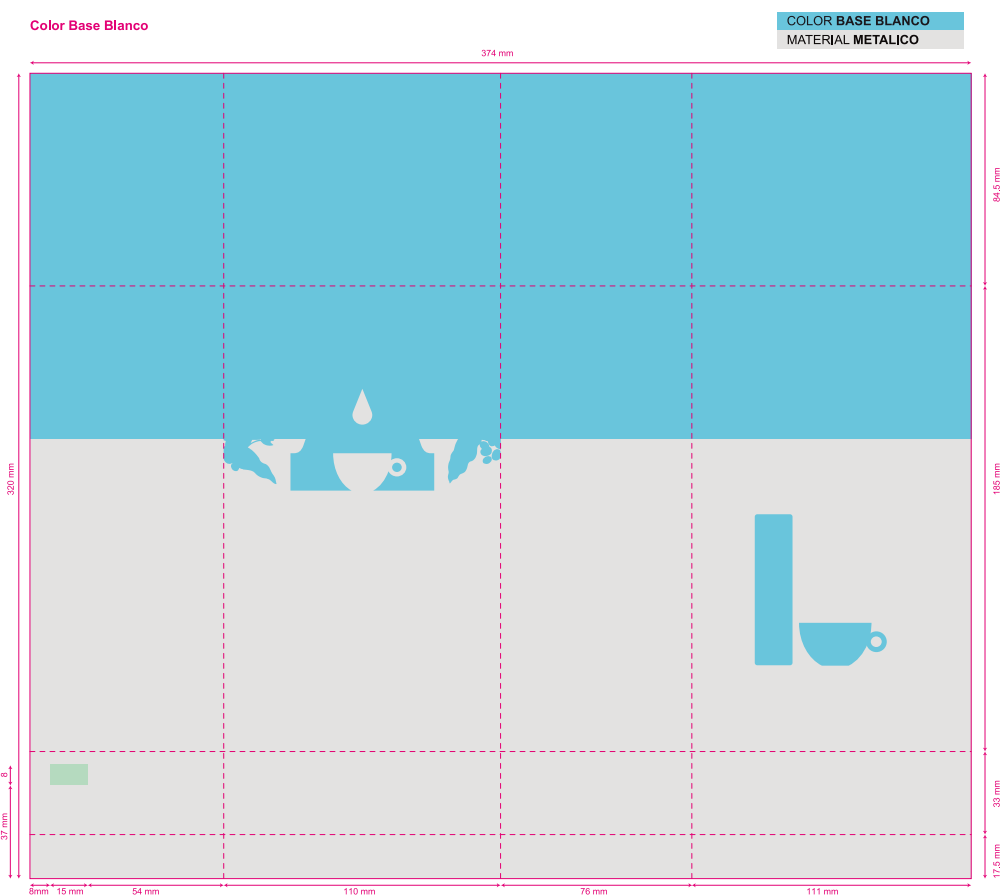 Color Base Blanco
COLOR BASE BLANCO
MATERIAL METALICO
374 mm
84,5 mm
320 mm
185 mm
8
37 mm
33 mm
17,5 mm
8mm
15 mm
54 mm
110 mm
76 mm
111 mm